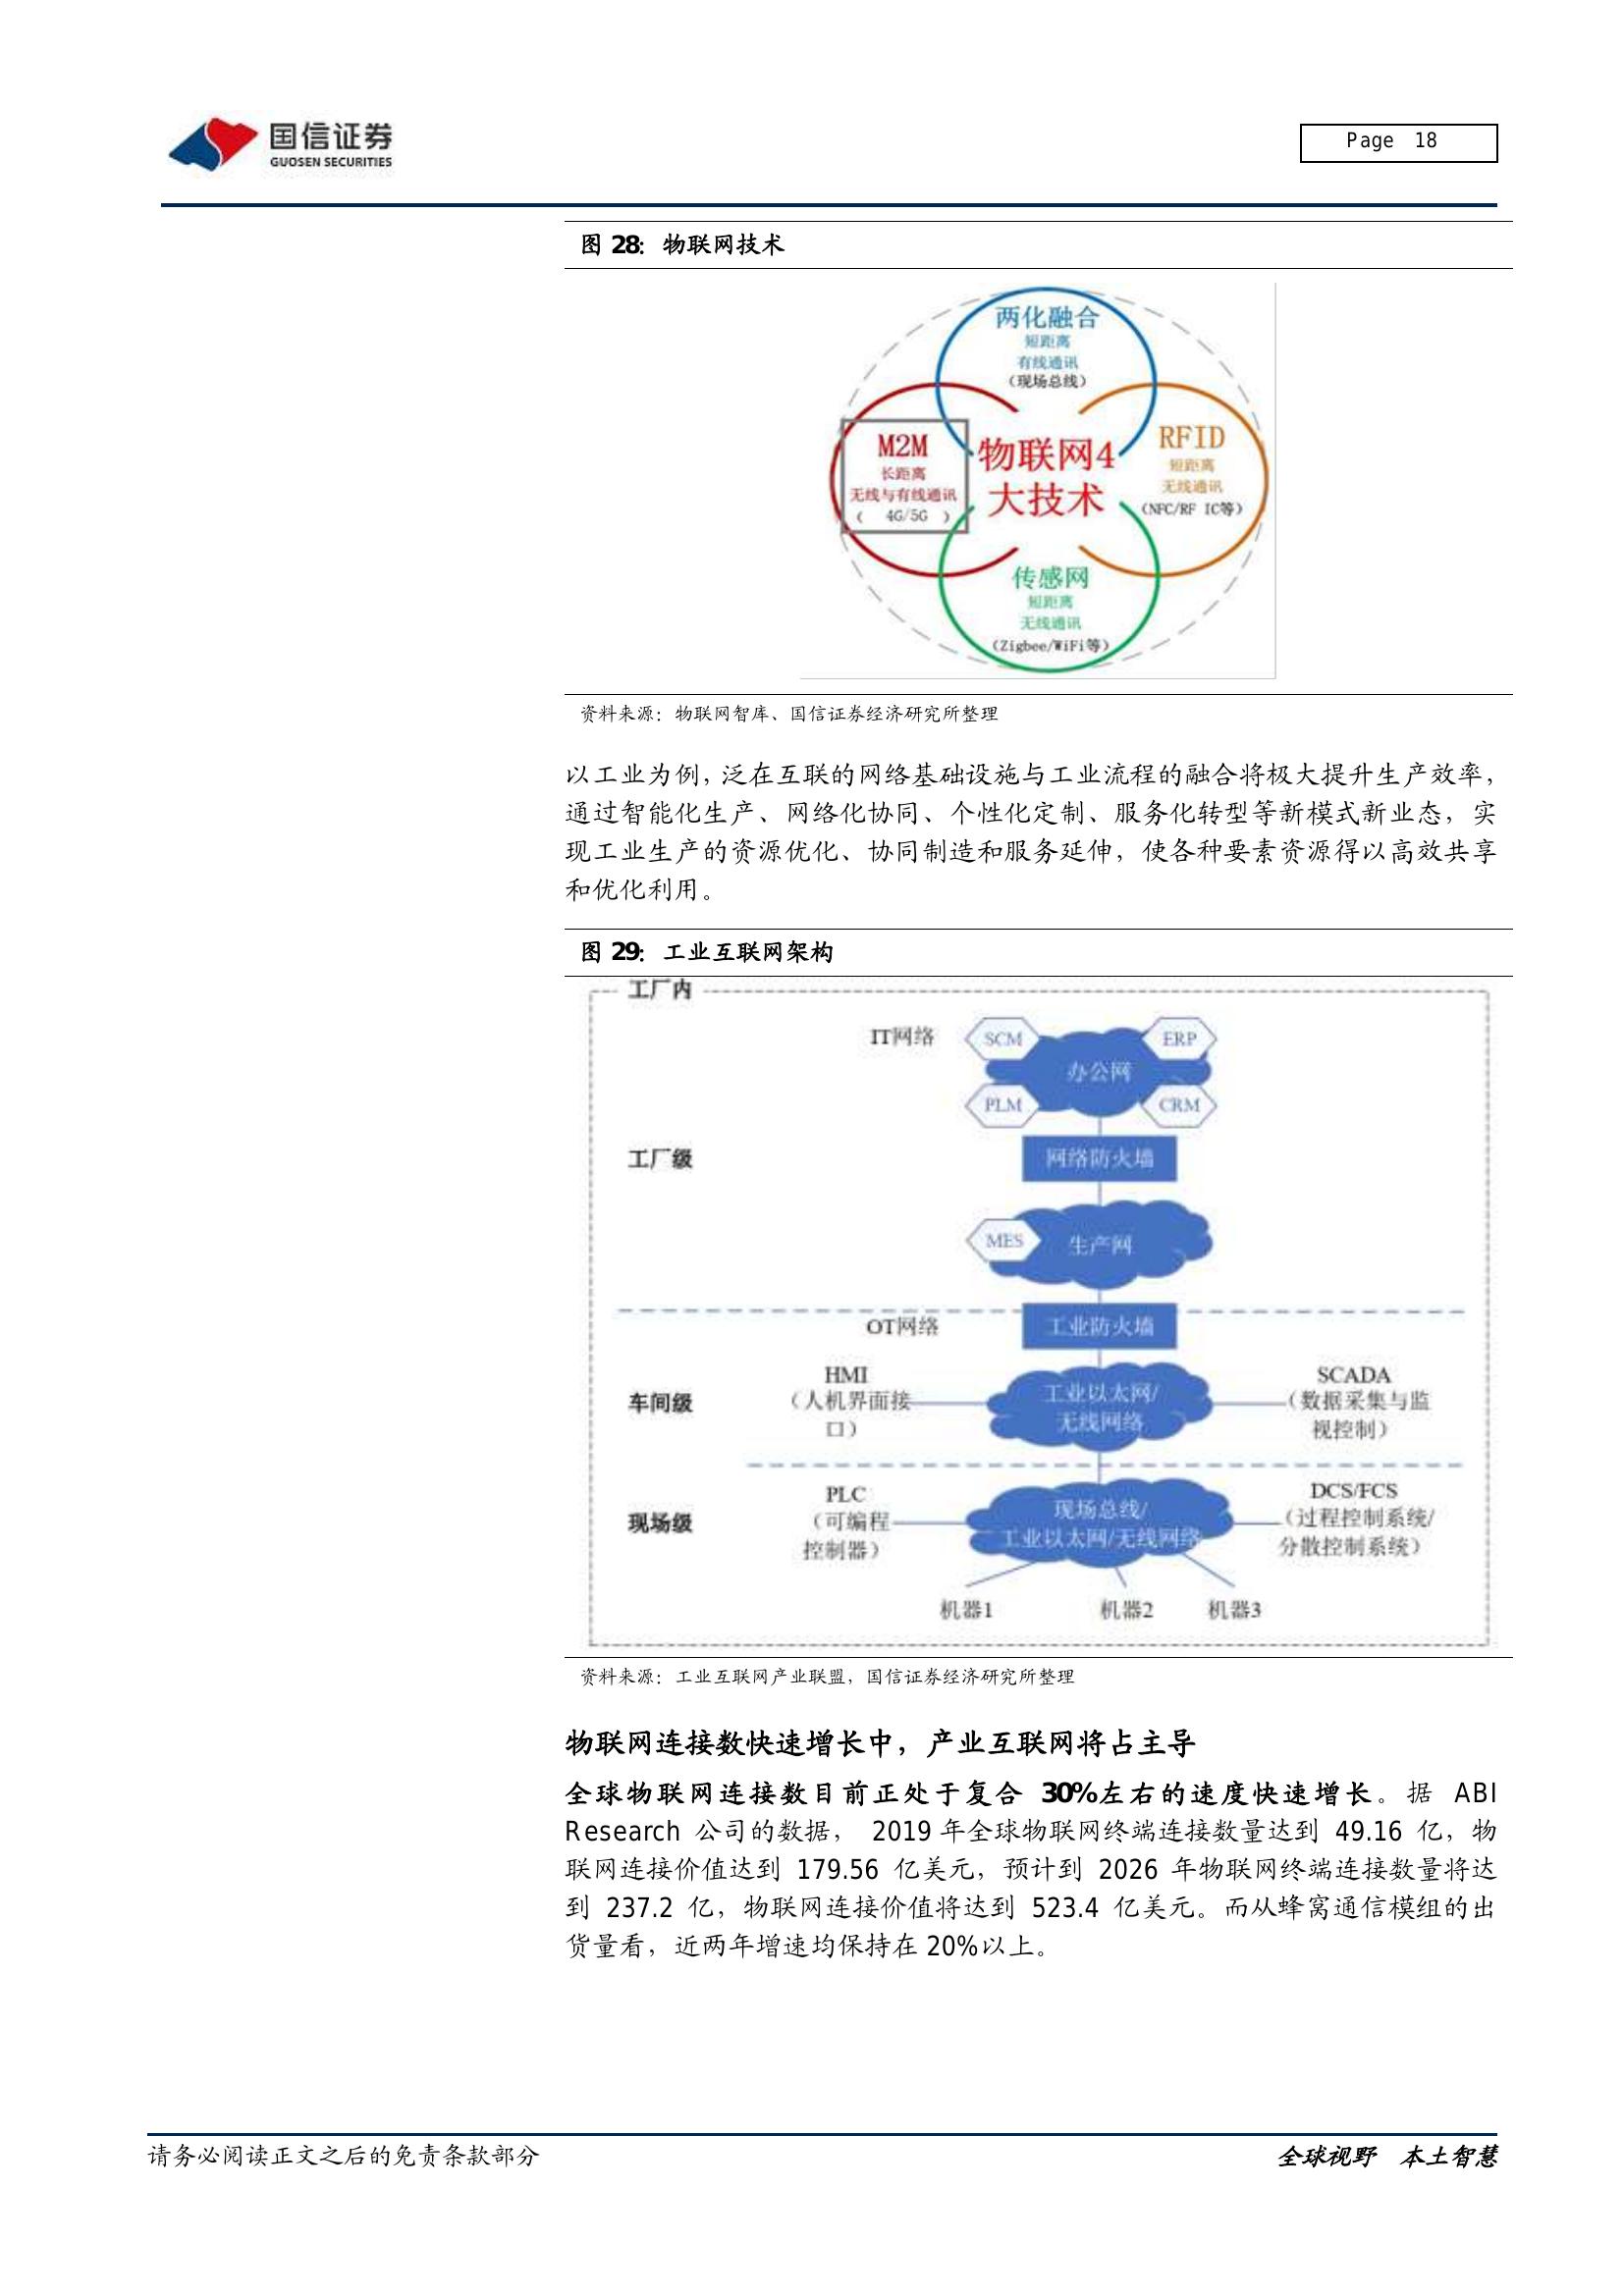 国信证券
GUOSEN SECURITIES
Page 18
图 28: 物联网技术
两化融合
短距离
有线通讯
（现场总线）
M2M
长距离
无线与有线通讯
（ 4G/5G ）
物联网4
大技术
RFID
短距离
无线通讯
（NFC/RF IC等）
传感网
短距离
无线通讯
（Zigbee/WiFi等）
资料来源：物联网智库、国信证券经济研究所整理
以工业为例，泛在互联的网络基础设施与工业流程的融合将极大提升生产效率，
通过智能化生产、网络化协同、个性化定制、服务化转型等新模式新业态，实
现工业生产的资源优化、协同制造和服务延伸，使各种要素资源得以高效共享
和优化利用。
图 29: 工业互联网架构
工厂内
IT网络
SCM
ERP
办公网
PLM
CRM
工厂级
网络防火墙
MES
生产网
OT网络
工业防火墙
车间级
HMI
（人机界面接
口）
工业以太网/
无线网络
SCADA
（数据采集与监
视控制）
现场级
PLC
（可编程
控制器）
现场总线/
工业以太网/无线网络
DCS/FCS
（过程控制系统/
分散控制系统）
机器1
机器2
机器3
资料来源：工业互联网产业联盟，国信证券经济研究所整理
物联网连接数快速增长中，产业互联网将占主导
全球物联网连接数目前正处于复合 30%左右的速度快速增长。据 ABI
Research 公司的数据， 2019 年全球物联网终端连接数量达到 49.16 亿，物
联网连接价值达到 179.56 亿美元，预计到 2026 年物联网终端连接数量将达
到 237.2 亿，物联网连接价值将达到 523.4 亿美元。而从蜂窝通信模组的出
货量看，近两年增速均保持在 20%以上。
请务必阅读正文之后的免责条款部分
全球视野 本土智慧